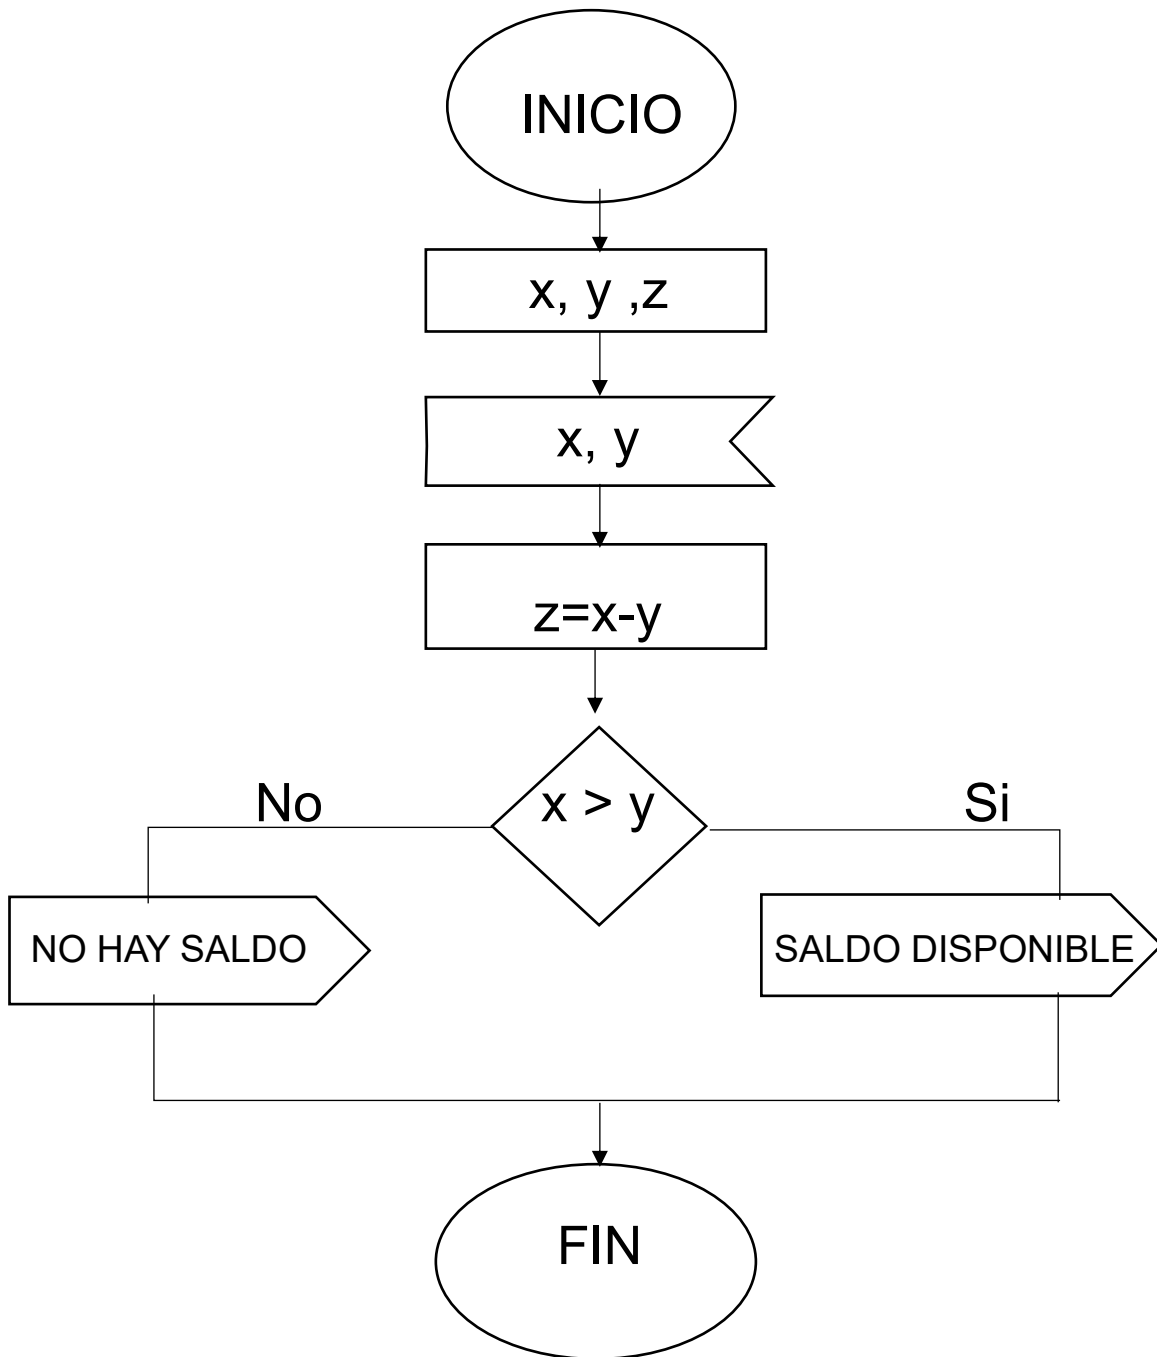 INICIO
x, y ,z
x, y
z=x-y
x > y
No
Si
NO HAY SALDO
SALDO DISPONIBLE
FIN